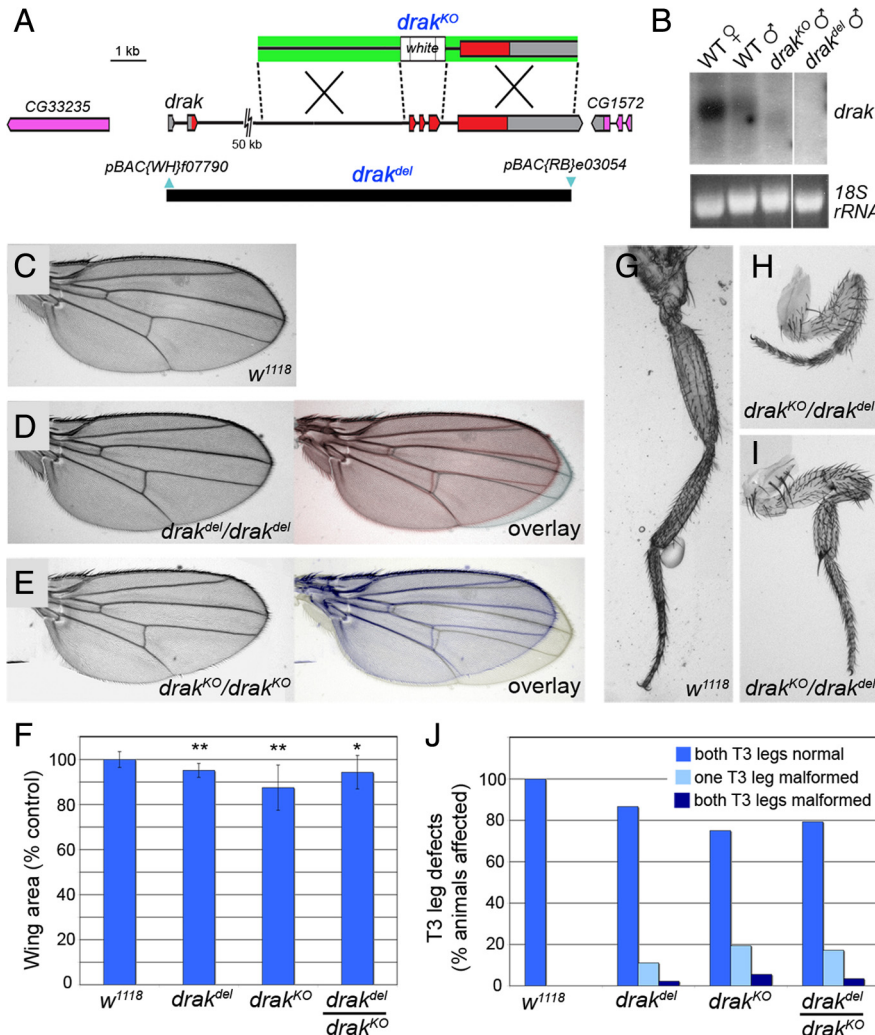 A
drak^KO
1 kb
white
CG33235
drak
CG1572
50 kb
pBAC{WH}f07790
drak^del
pBAC{RB}e03054
B
WT ♀
WT ♂
drak^KO ♂
drak^del ♂
drak
18S
rRNA
C
w^1118
D
drak^del/drak^del
overlay
E
drak^KO/drak^KO
overlay
G
w^1118
H
drak^KO/drak^del
I
drak^KO/drak^del
F
Wing area (% control)
100
80
60
40
20
0
**
**
*
w^1118
drak^del
drak^KO
drak^del
drak^KO
J
both T3 legs normal
one T3 leg malformed
both T3 legs malformed
T3 leg defects
(% animals affected)
100
80
60
40
20
0
w^1118
drak^del
drak^KO
drak^del
drak^KO